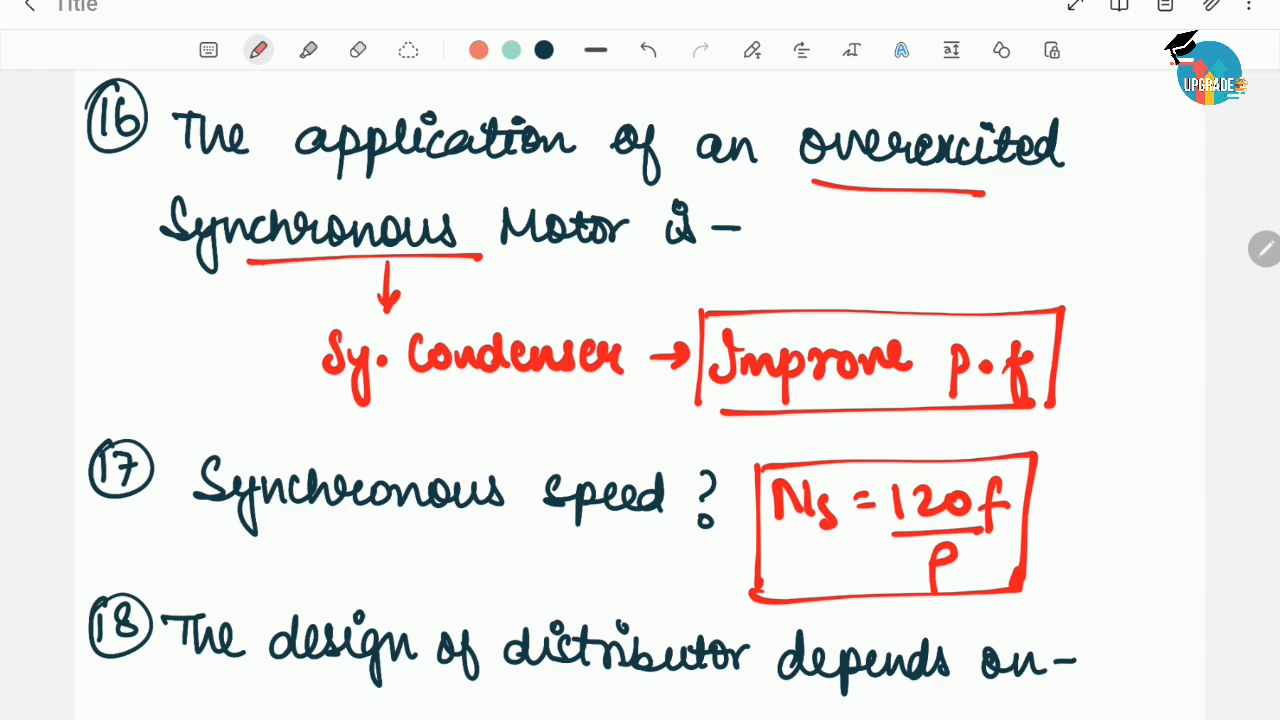 Title
UPGRADE
16 The application of an overexcited
Synchronous Motor is -
Sy. Condenser → Improve p.f
17 Synchronous speed ? Ns = 120f
P
18 The design of distributor depends on -